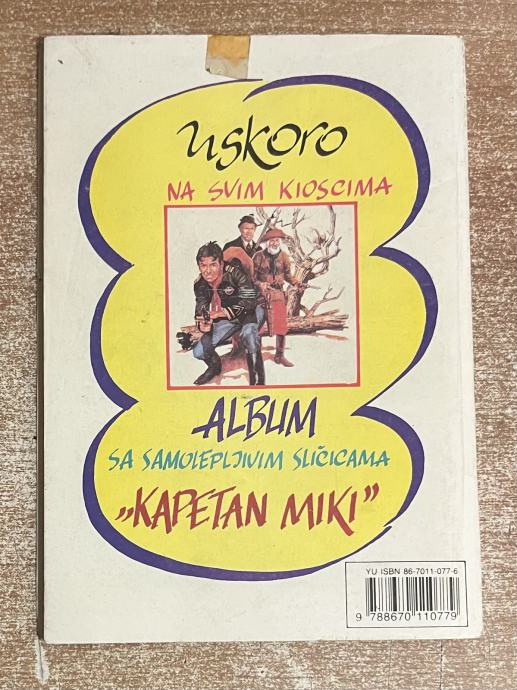 uskoro
NA SVIM KIOSCIMA
ALBUM
SA SAMOLEPLJIVIM SLIČICAMA
„KAPETAN MIKI”
YU ISBN 86-7011-077-6
9 788670 110779